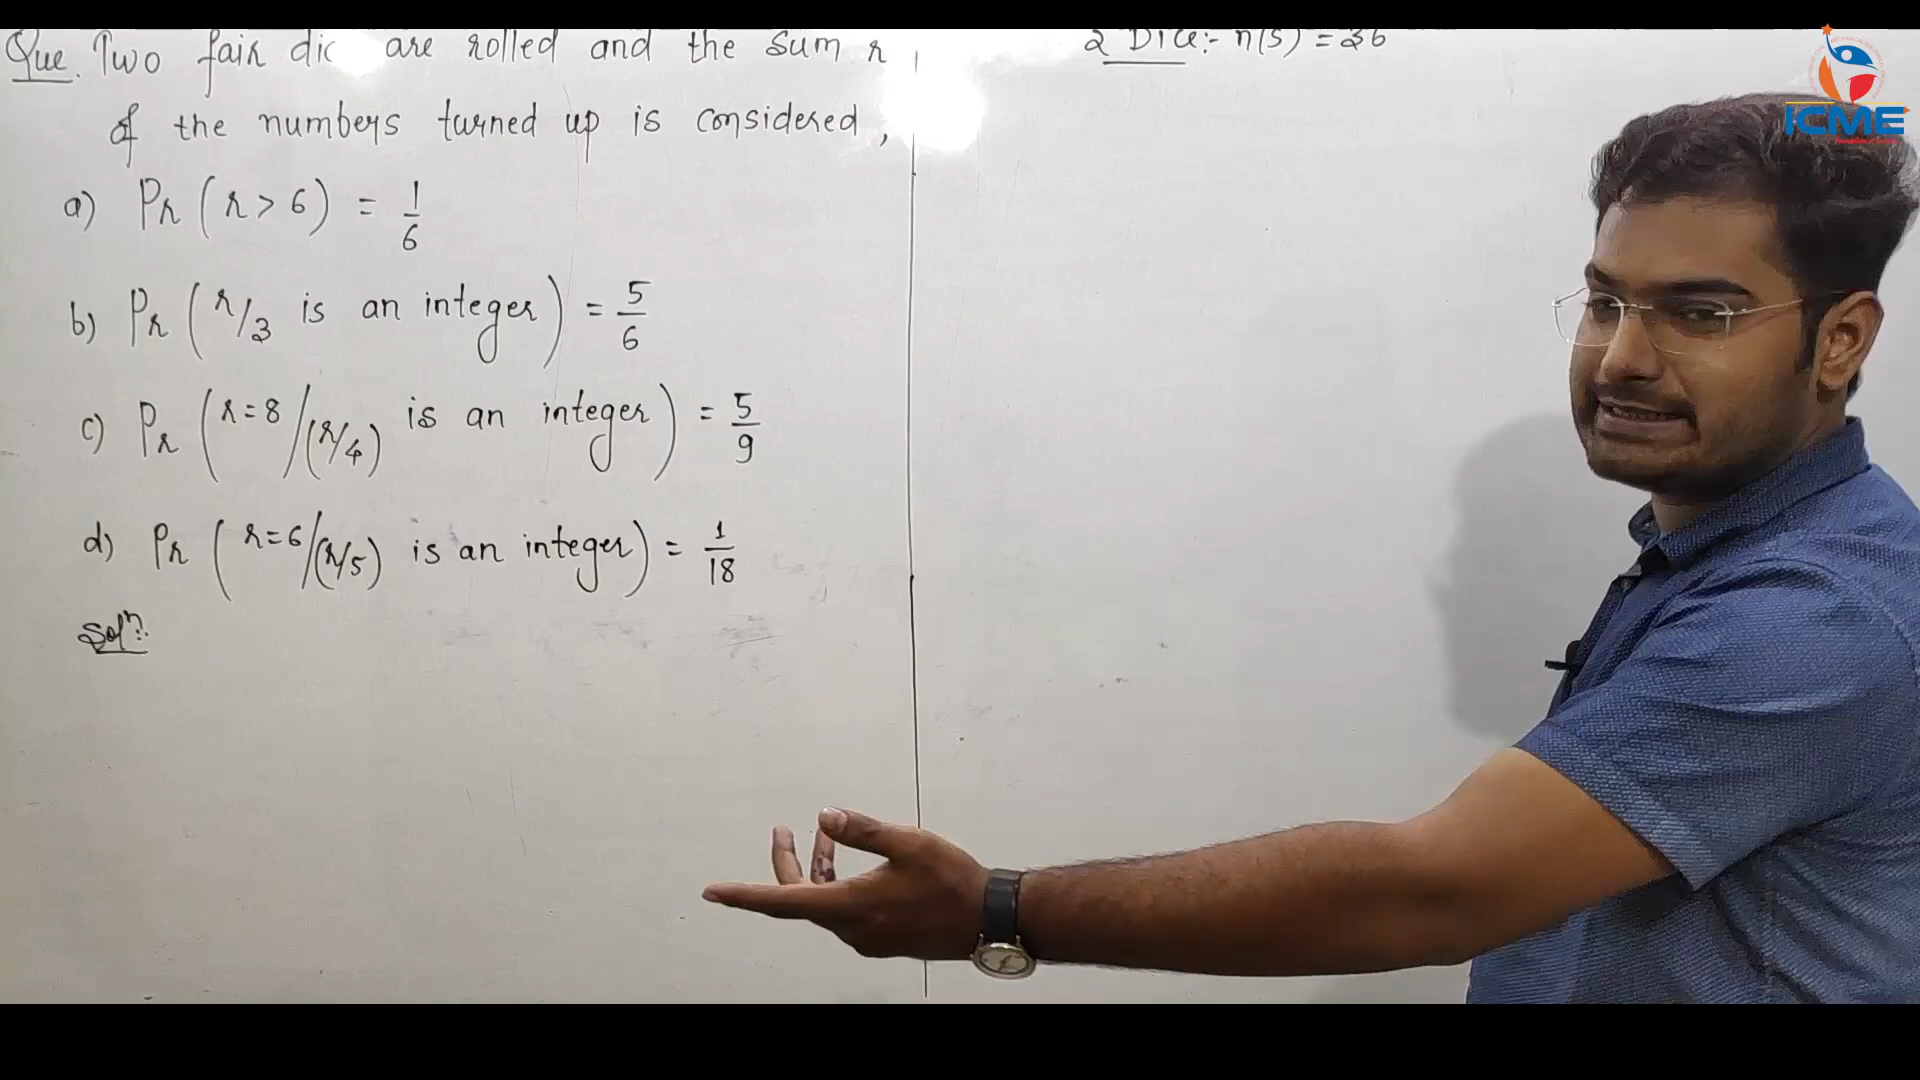 Que. Two fair dic are rolled and the sum r
of the numbers turned up is considered,
a) Pr (r > 6) = 1/6
b) Pr (r/3 is an integer) = 5/6
c) Pr (r=8/(r/4) is an integer) = 5/9
d) Pr (r=6/(r/5) is an integer) = 1/18
Solⁿ:
2 Dice:- n(S) = 36
ICME